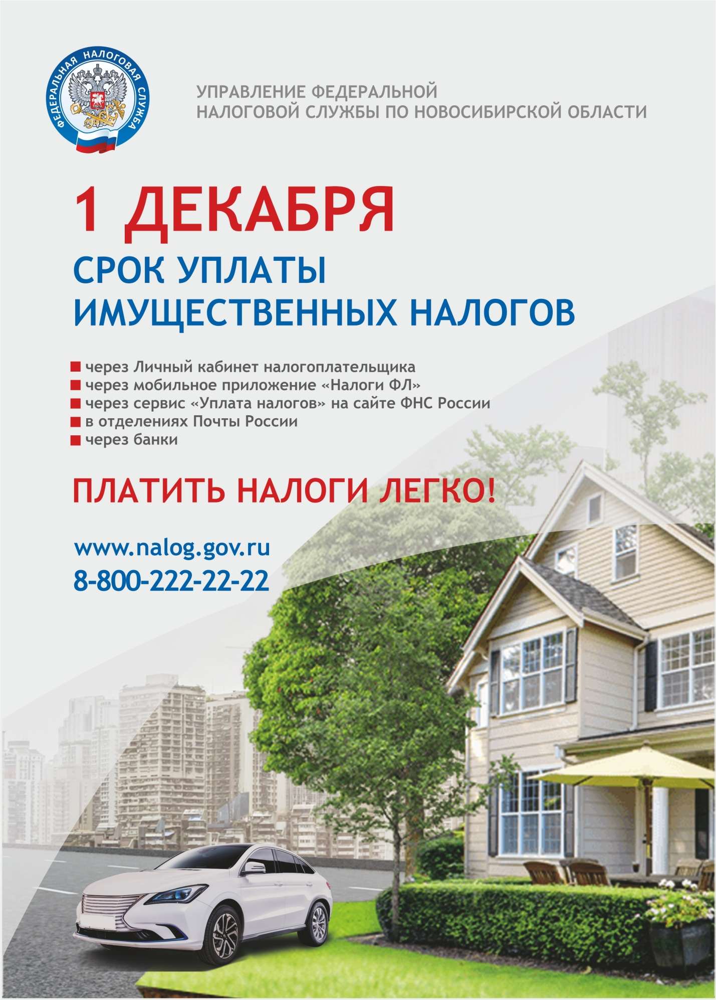 ФЕДЕРАЛЬНАЯ НАЛОГОВАЯ СЛУЖБА
УПРАВЛЕНИЕ ФЕДЕРАЛЬНОЙ
НАЛОГОВОЙ СЛУЖБЫ ПО НОВОСИБИРСКОЙ ОБЛАСТИ
1 ДЕКАБРЯ
СРОК УПЛАТЫ
ИМУЩЕСТВЕННЫХ НАЛОГОВ
через Личный кабинет налогоплательщика
через мобильное приложение «Налоги ФЛ»
через сервис «Уплата налогов» на сайте ФНС России
в отделениях Почты России
через банки
ПЛАТИТЬ НАЛОГИ ЛЕГКО!
www.nalog.gov.ru
8-800-222-22-22